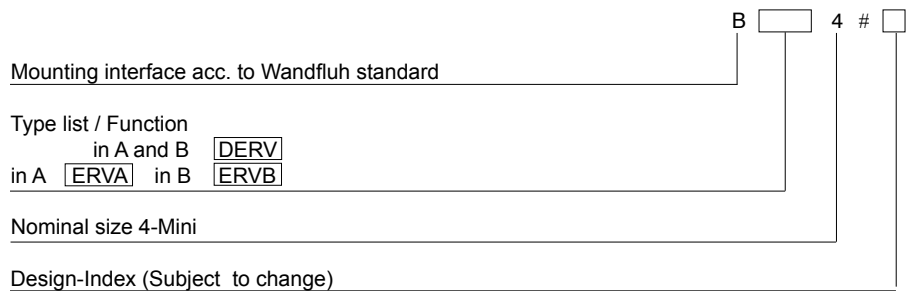 B 4 #
Mounting interface acc. to Wandfluh standard
Type list / Function
in A and B DERV
in A ERVA in B ERVB
Nominal size 4-Mini
Design-Index (Subject to change)